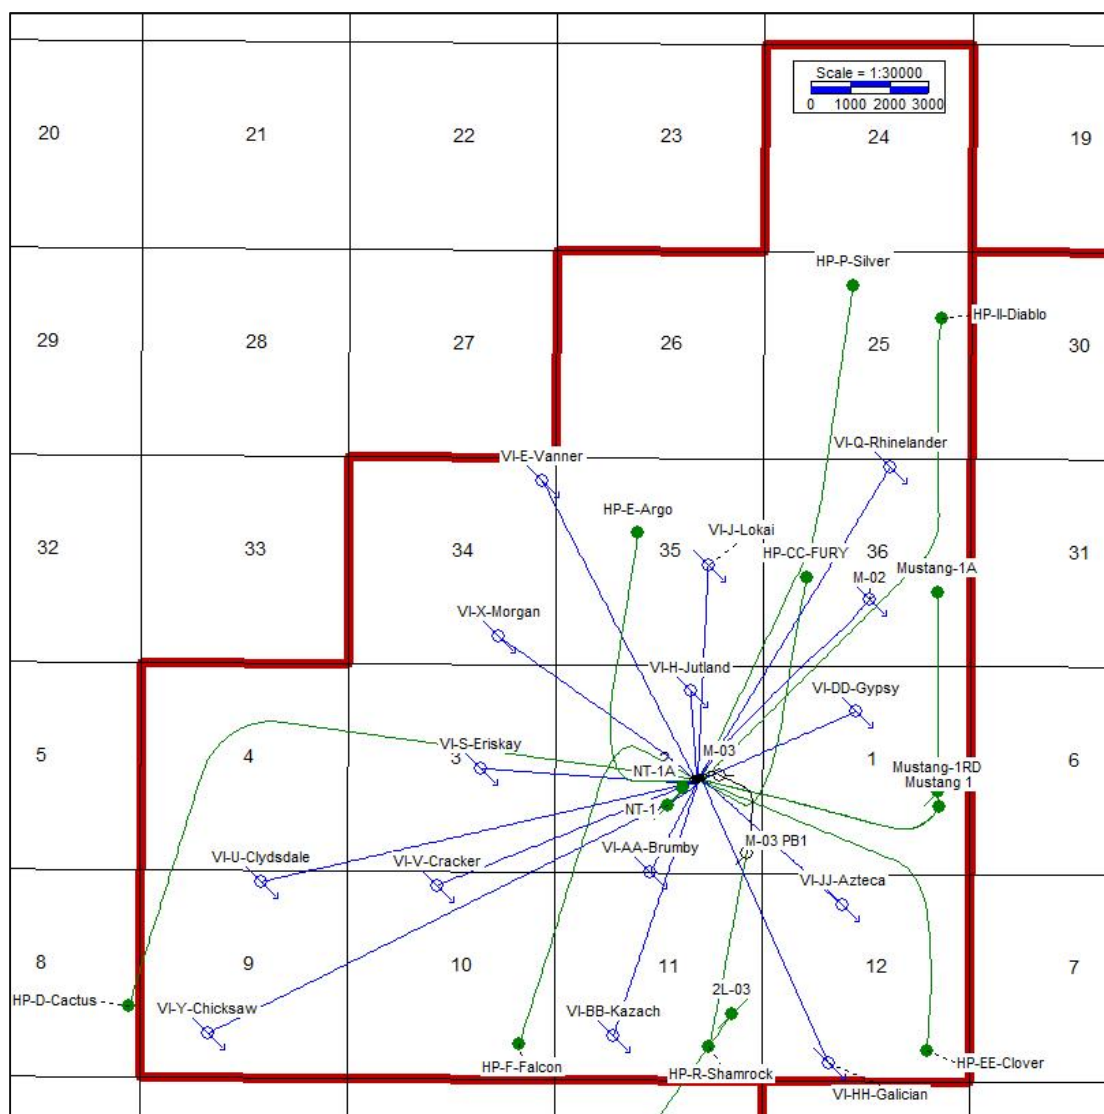 Scale = 1:30000
0 1000 2000 3000
20 21 22 23 24 19
HP-P-Silver
HP-II-Diablo
29 28 27 26 25 30
VI-Q-Rhinelander
VI-E-Vanner
HP-E-Argo
VI-J-Lokai
32 33 34 35 HP-CC-FURY 36 31
Mustang-1A
M-02
VI-X-Morgan
VI-H-Jutland
VI-DD-Gypsy
5 4 VI-S-Eriskay 3 M-03 1 6
NT-1A
Mustang-1RD
Mustang 1
NT-1
VI-AA-Brumby
M-03 PB1
VI-U-Clydsdale
VI-V-Cracker
VI-JJ-Azteca
8 9 10 11 12 7
2L-03
HP-D-Cactus
VI-Y-Chicksaw
VI-BB-Kazach
HP-F-Falcon
HP-R-Shamrock
HP-EE-Clover
VI-HH-Galician